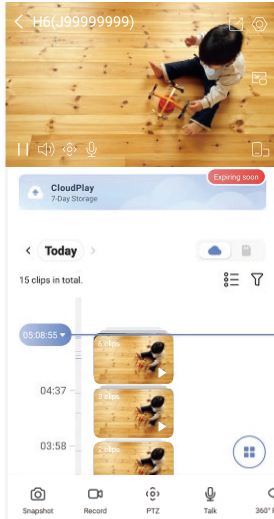 H6(J99999999)
Expiring soon
CloudPlay
7-Day Storage
Today
15 clips in total.
05:08:55
6 clips
04:37
3 clips
03:58
2 clips
Snapshot
Record
PTZ
Talk
360°